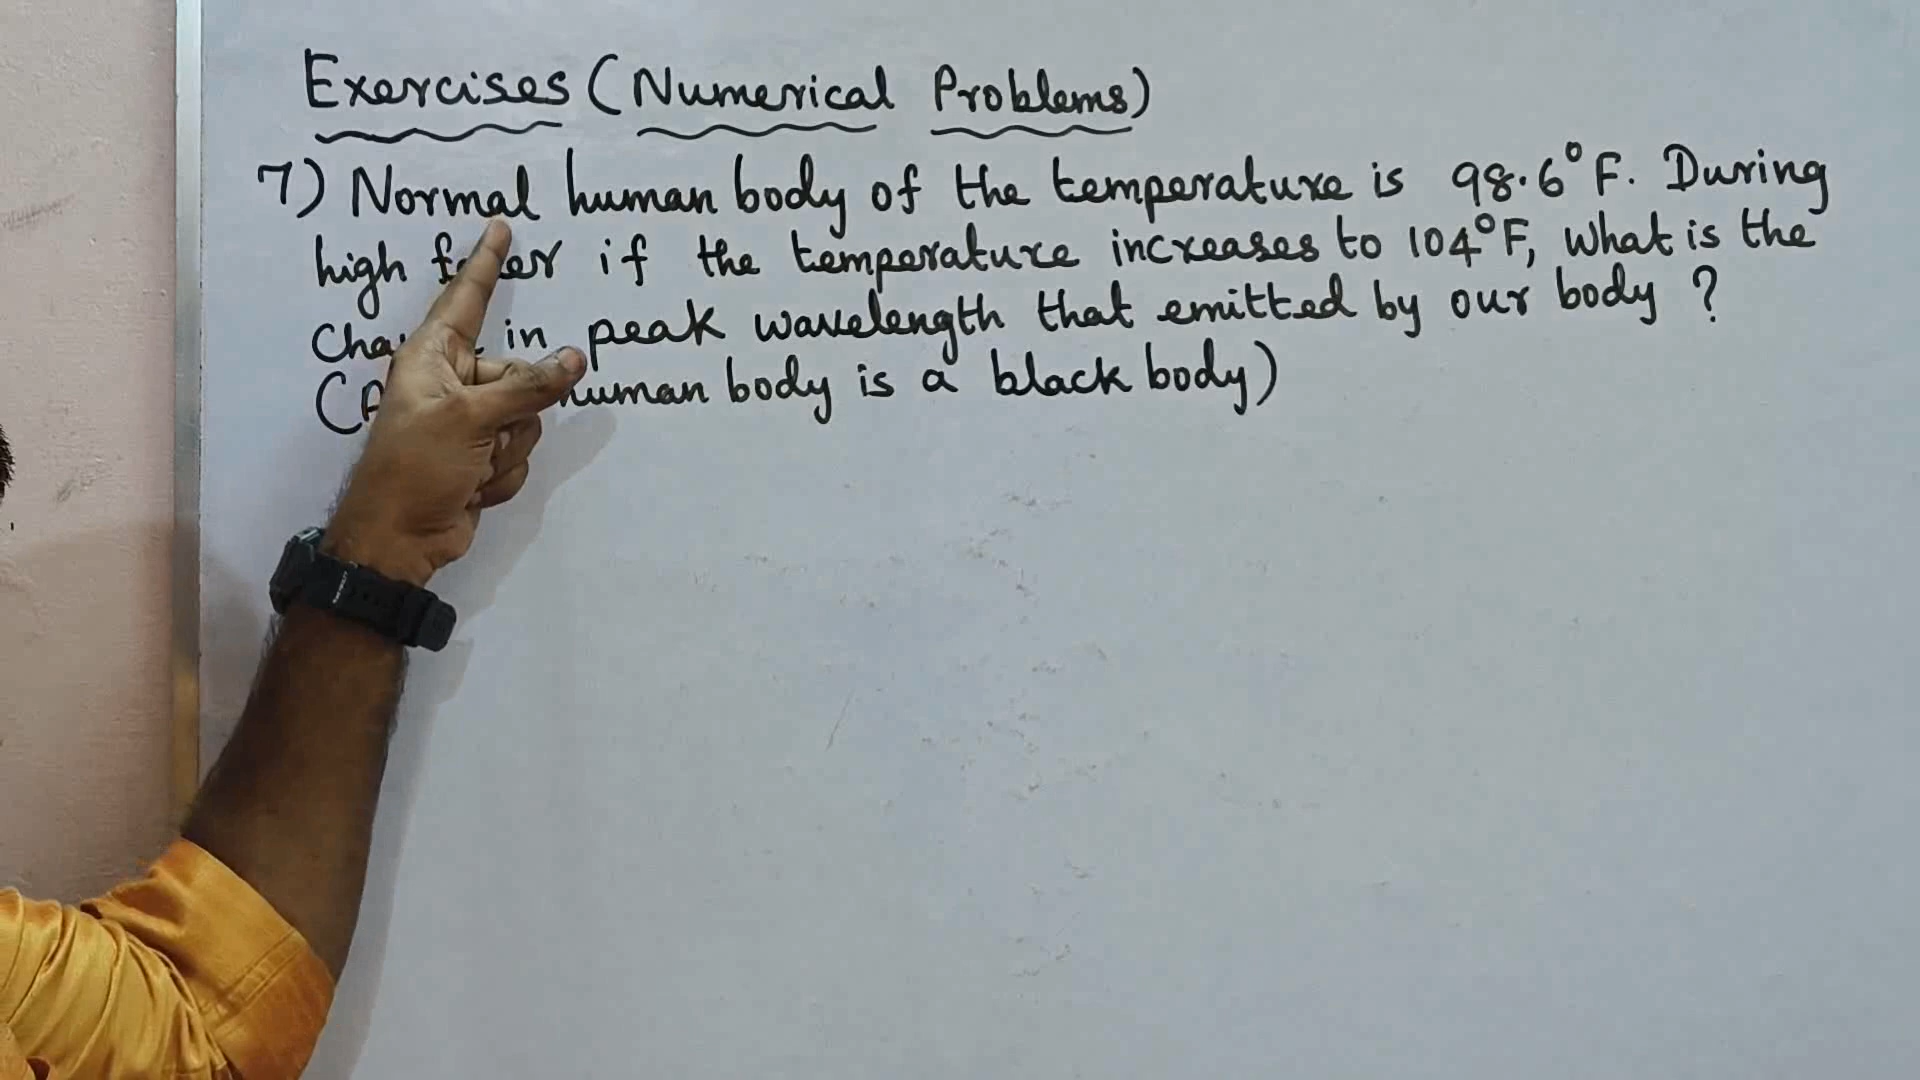 Exercises (Numerical Problems)
7) Normal human body of the temperature is 98.6°F. During
high fever if the temperature increases to 104°F, What is the
in peak wavelength that emitted by our body ?
human body is a black body)